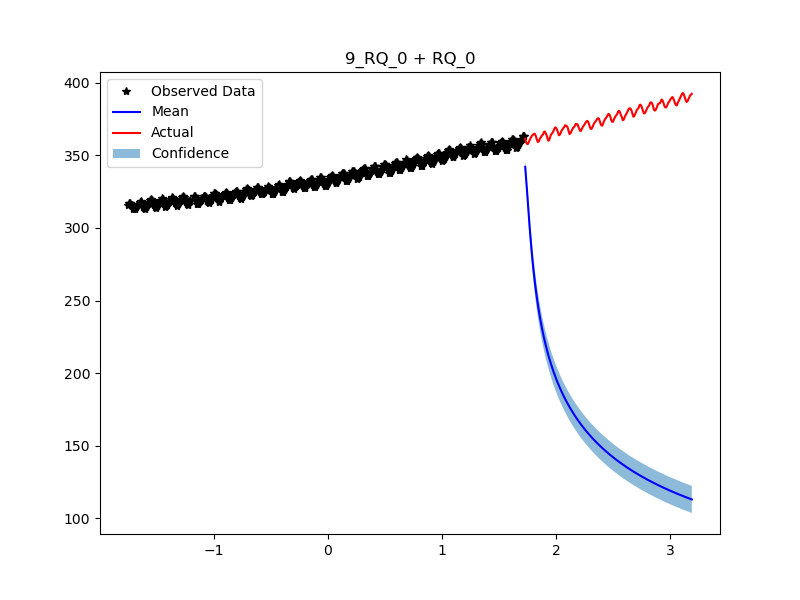 9_RQ_0 + RQ_0
400
350
300
250
200
150
100
Observed Data
Mean
Actual
Confidence
−1
0
1
2
3